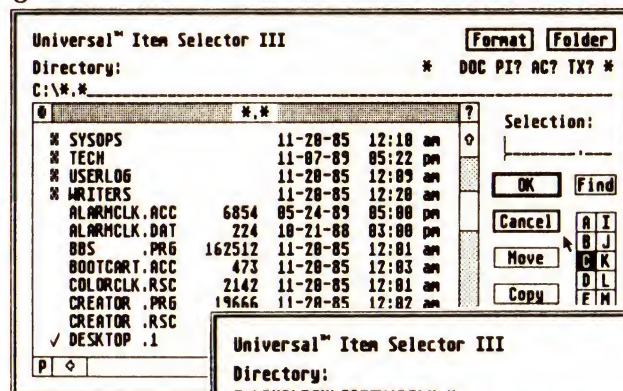 Universal™ Item Selector III
Format Folder
Directory: * DOC PI? AC? TX? *
C:\*.*
*.* ?
SYSOPS 11-20-85 12:10 am
TECH 11-07-89 05:22 pm
USERLOG 11-20-85 12:09 am
WRITERS 11-20-85 12:20 am
ALARMCLK.ACC 6854 05-24-89 05:00 pm
ALARMCLK.DAT 224 10-21-88 03:00 pm
BBS .PRG 162512 11-20-85 12:01 am
BOOTCART.ACC 473 11-20-85 12:03 am
COLORCLK.RSC 2142 11-20-85 12:01 am
CREATOR .PRG 19666 11-20-85 12:02 am
CREATOR .RSC
✓ DESKTOP .1
P
Selection:
OK Find
Cancel
Move
Copy
A I
B J
C K
D L
E M
Universal™ Item Selector III
Directory: